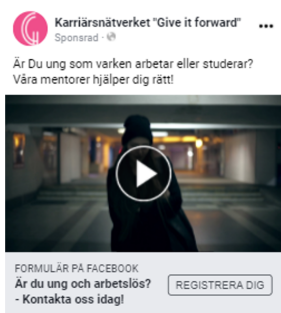 Karriärsnätverket "Give it forward"
Sponsrad ·
Är Du ung som varken arbetar eller studerar?
Våra mentorer hjälper dig rätt!
FORMULÄR PÅ FACEBOOK
Är du ung och arbetslös?
- Kontakta oss idag!
REGISTRERA DIG